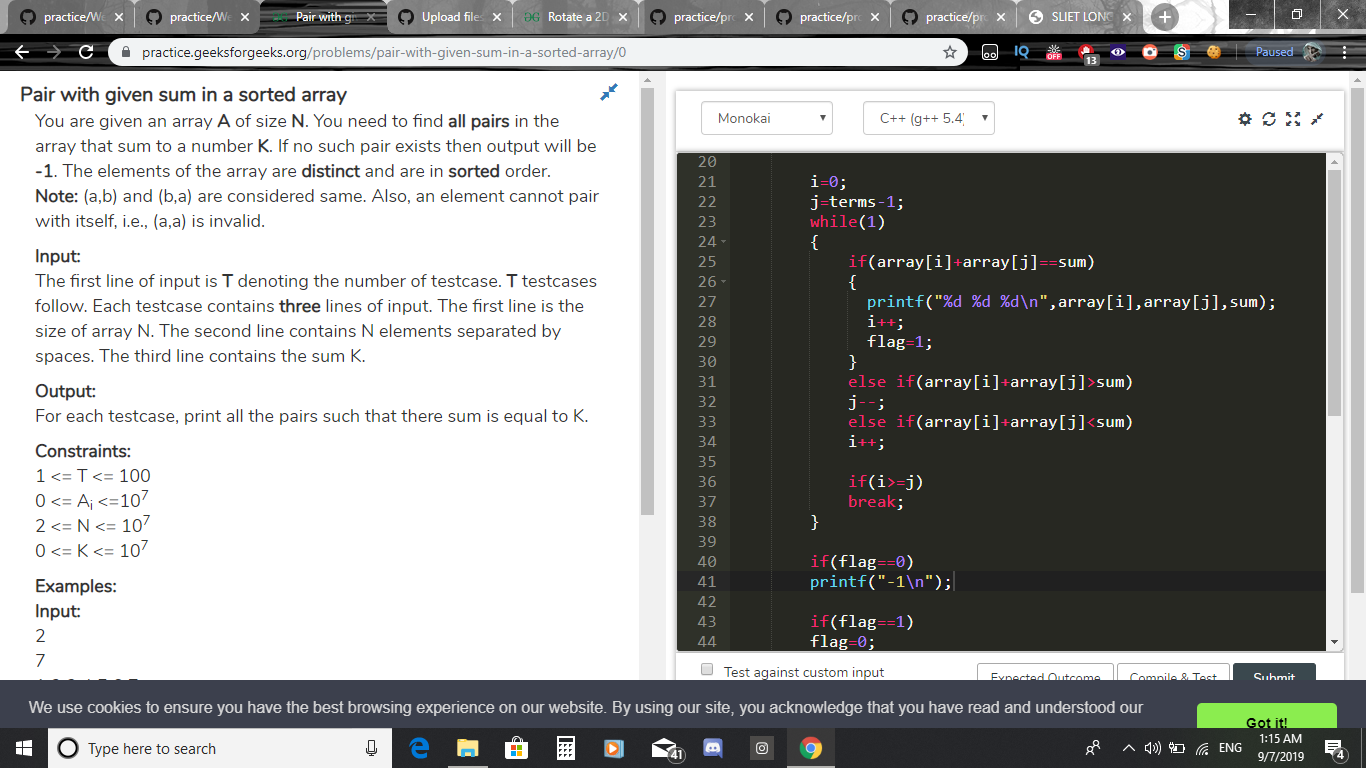 practice/We
practice/We
Pair with gi
Upload file
Rotate a 2D
practice/pr
practice/pro
practice/pro
SLIET LONG
practice.geeksforgeeks.org/problems/pair-with-given-sum-in-a-sorted-array/0
IQ
OFF
13
S
Paused
Pair with given sum in a sorted array
You are given an array A of size N. You need to find all pairs in the
array that sum to a number K. If no such pair exists then output will be
-1. The elements of the array are distinct and are in sorted order.
Note: (a,b) and (b,a) are considered same. Also, an element cannot pair
with itself, i.e., (a,a) is invalid.
Input:
The first line of input is T denoting the number of testcase. T testcases
follow. Each testcase contains three lines of input. The first line is the
size of array N. The second line contains N elements separated by
spaces. The third line contains the sum K.
Output:
For each testcase, print all the pairs such that there sum is equal to K.
Constraints:
1 <= T <= 100
0 <= Ai <=10^7
2 <= N <= 10^7
0 <= K <= 10^7
Examples:
Input:
2
7
Monokai
C++ (g++ 5.4)
20
21 i=0;
22 j=terms-1;
23 while(1)
24 {
25 if(array[i]+array[j]==sum)
26 {
27 printf("%d %d %d\n",array[i],array[j],sum);
28 i++;
29 flag=1;
30 }
31 else if(array[i]+array[j]>sum)
32 j--;
33 else if(array[i]+array[j]<sum)
34 i++;
35
36 if(i>=j)
37 break;
38 }
39
40 if(flag==0)
41 printf("-1\n");
42
43 if(flag==1)
44 flag=0;
Test against custom input
Expected Outcome
Compile & Test
Submit
We use cookies to ensure you have the best browsing experience on our website. By using our site, you acknowledge that you have read and understood our
Got it!
Type here to search
41
ENG
1:15 AM
9/7/2019
4